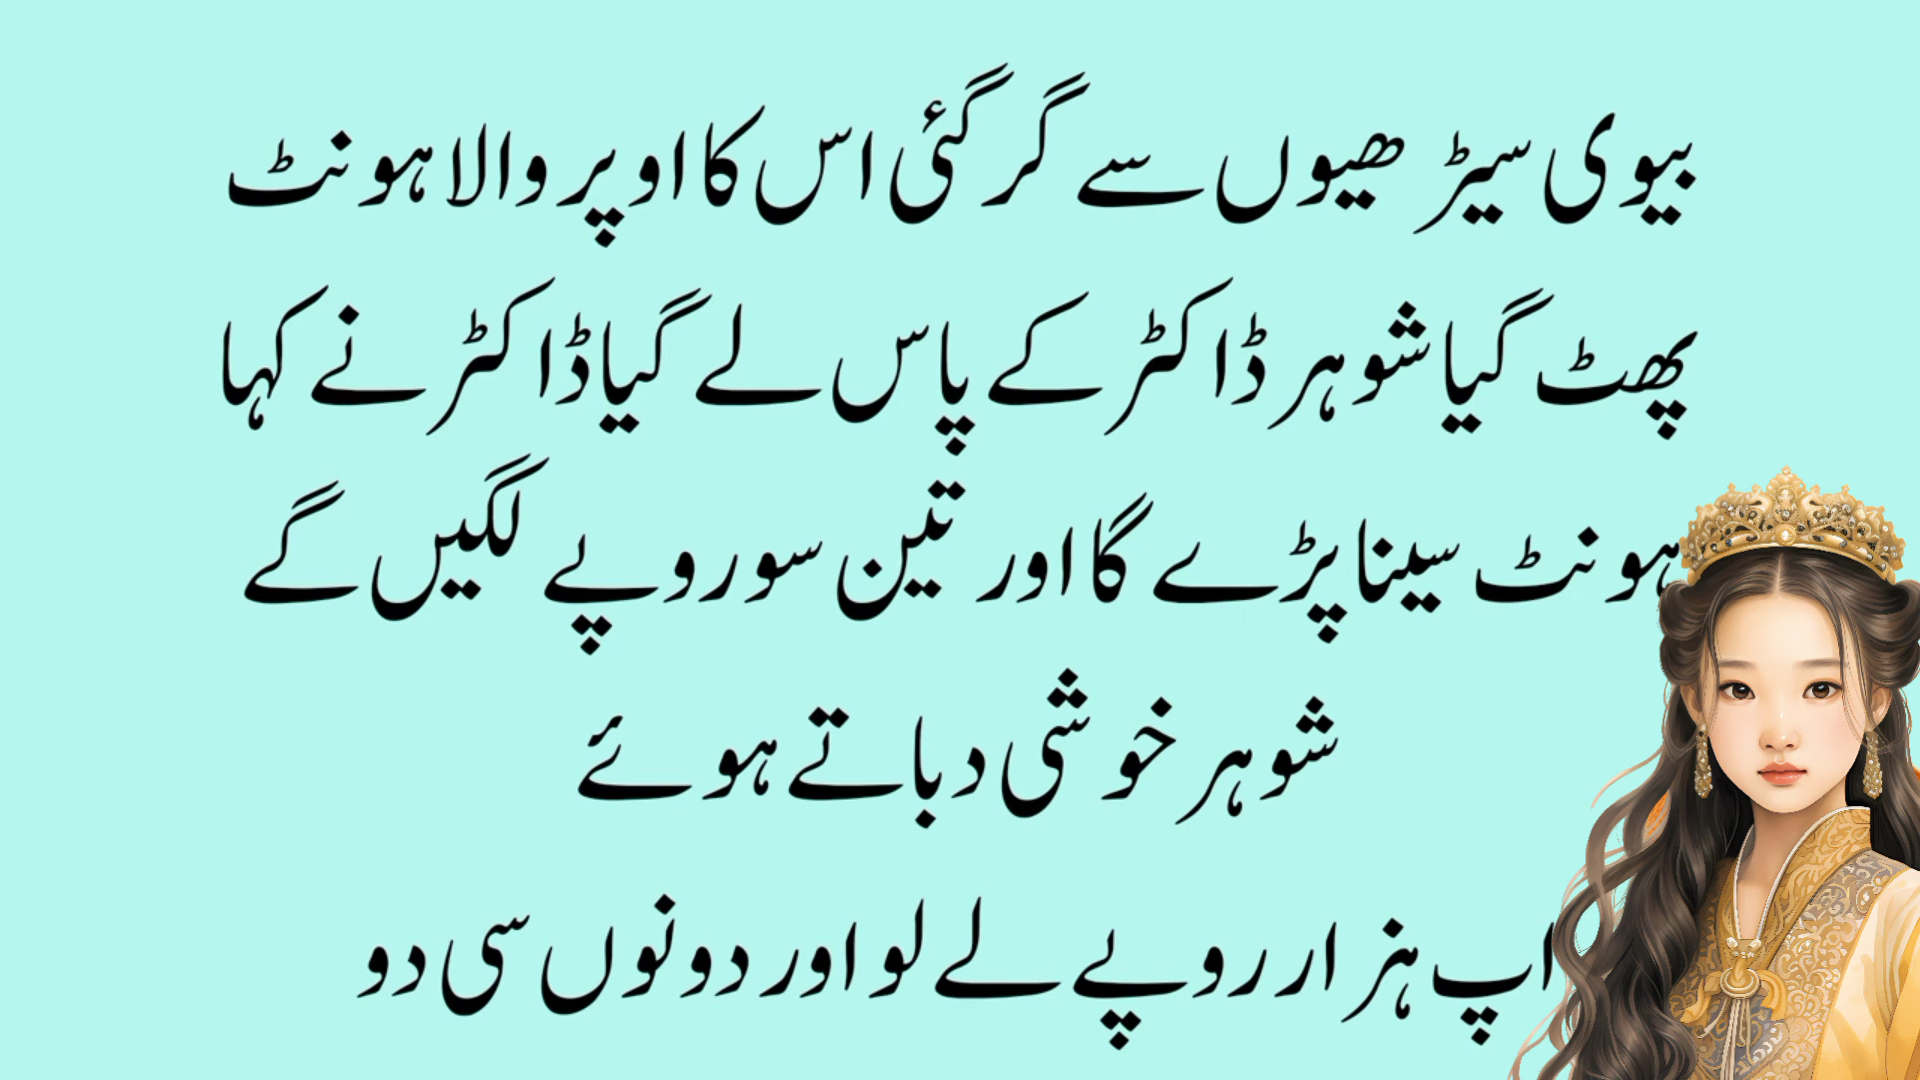 بیوی سیڑھیوں سے گر گئی اس کا اوپر والا ہونٹ
پھٹ گیا شوہر ڈاکٹر کے پاس لے گیا ڈاکٹر نے کہا
ہونٹ سینا پڑے گا اور تین سو روپے لگیں گے
شوہر خوشی دباتے ہوئے
اپ ہزار روپے لے لو اور دونوں سی دو